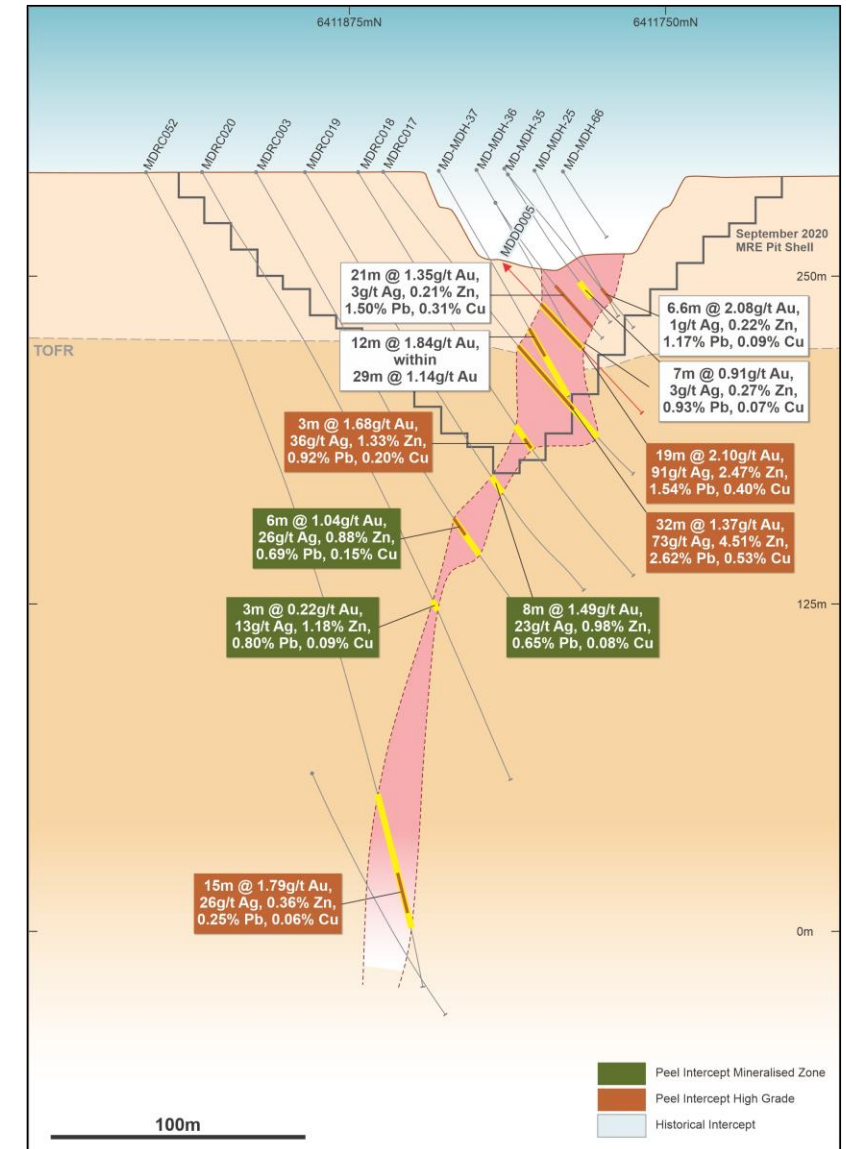 6411875mN
6411750mN
MDRC052
MDRC020
MDRC003
MDRC019
MDRC018
MDRC017
MD-MDH-37
MD-MDH-36
MD-MDH-35
MD-MDH-25
MD-MDH-66
MDDD005
September 2020
MRE Pit Shell
250m
21m @ 1.35g/t Au,
3g/t Ag, 0.21% Zn,
1.50% Pb, 0.31% Cu
6.6m @ 2.08g/t Au,
1g/t Ag, 0.22% Zn,
1.17% Pb, 0.09% Cu
12m @ 1.84g/t Au,
within
29m @ 1.14g/t Au
TOFR
7m @ 0.91g/t Au,
3g/t Ag, 0.27% Zn,
0.93% Pb, 0.07% Cu
3m @ 1.68g/t Au,
36g/t Ag, 1.33% Zn,
0.92% Pb, 0.20% Cu
19m @ 2.10g/t Au,
91g/t Ag, 2.47% Zn,
1.54% Pb, 0.40% Cu
6m @ 1.04g/t Au,
26g/t Ag, 0.88% Zn,
0.69% Pb, 0.15% Cu
32m @ 1.37g/t Au,
73g/t Ag, 4.51% Zn,
2.62% Pb, 0.53% Cu
3m @ 0.22g/t Au,
13g/t Ag, 1.18% Zn,
0.80% Pb, 0.09% Cu
8m @ 1.49g/t Au,
23g/t Ag, 0.98% Zn,
0.65% Pb, 0.08% Cu
125m
15m @ 1.79g/t Au,
26g/t Ag, 0.36% Zn,
0.25% Pb, 0.06% Cu
0m
Peel Intercept Mineralised Zone
Peel Intercept High Grade
Historical Intercept
100m